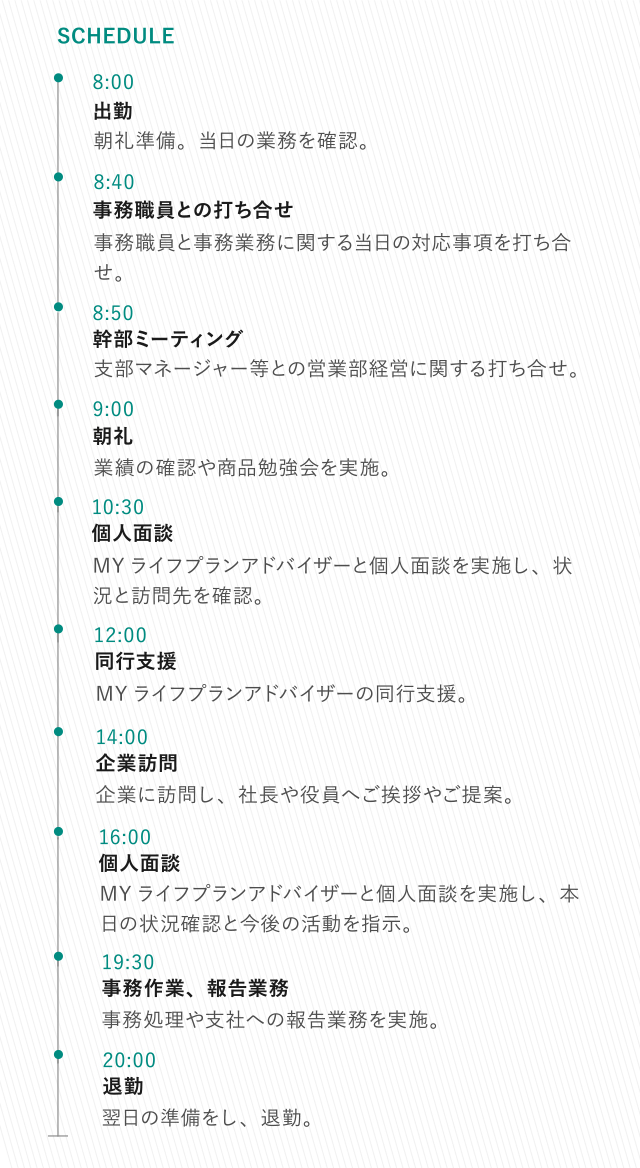 SCHEDULE
8:00
出勤
朝礼準備。当日の業務を確認。
8:40
事務職員との打ち合せ
事務職員と事務業務に関する当日の対応事項を打ち合
せ。
8:50
幹部ミーティング
支部マネージャー等との営業部経営に関する打ち合せ。
9:00
朝礼
業績の確認や商品勉強会を実施。
10:30
個人面談
MY ライフプランアドバイザーと個人面談を実施し、状
況と訪問先を確認。
12:00
同行支援
MY ライフプランアドバイザーの同行支援。
14:00
企業訪問
企業に訪問し、社長や役員へご挨拶やご提案。
16:00
個人面談
MY ライフプランアドバイザーと個人面談を実施し、本
日の状況確認と今後の活動を指示。
19:30
事務作業、報告業務
事務処理や支社への報告業務を実施。
20:00
退勤
翌日の準備をし、退勤。